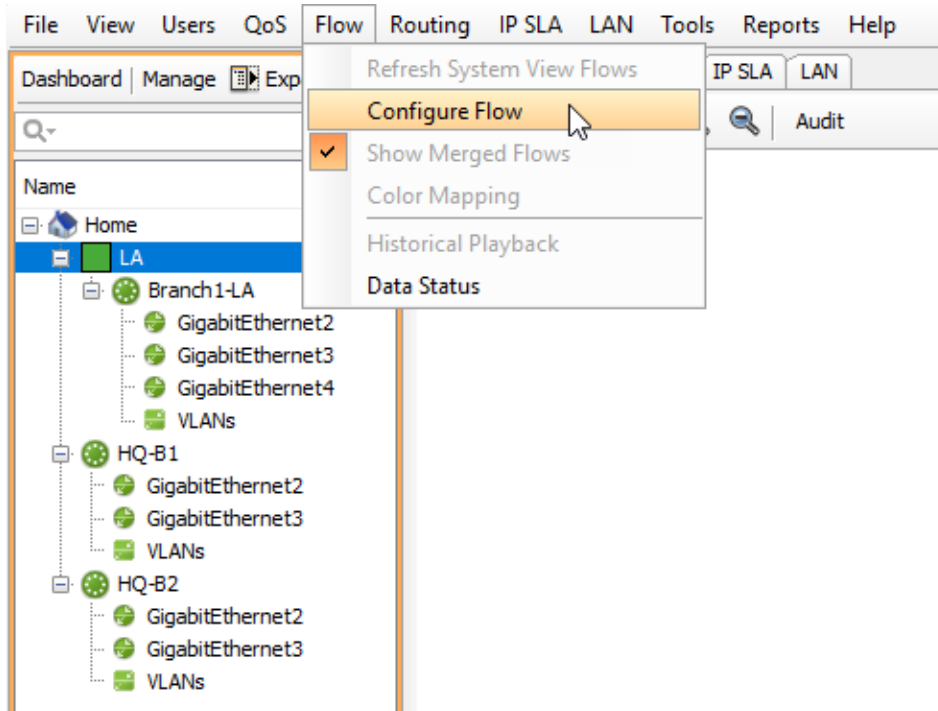 File View Users QoS Flow Routing IP SLA LAN Tools Reports Help
Dashboard | Manage Exp
IP SLA LAN
Audit
Refresh System View Flows
Configure Flow
Show Merged Flows
Color Mapping
Historical Playback
Data Status
Name
Home
LA
Branch1-LA
GigabitEthernet2
GigabitEthernet3
GigabitEthernet4
VLANs
HQ-B1
GigabitEthernet2
GigabitEthernet3
VLANs
HQ-B2
GigabitEthernet2
GigabitEthernet3
VLANs